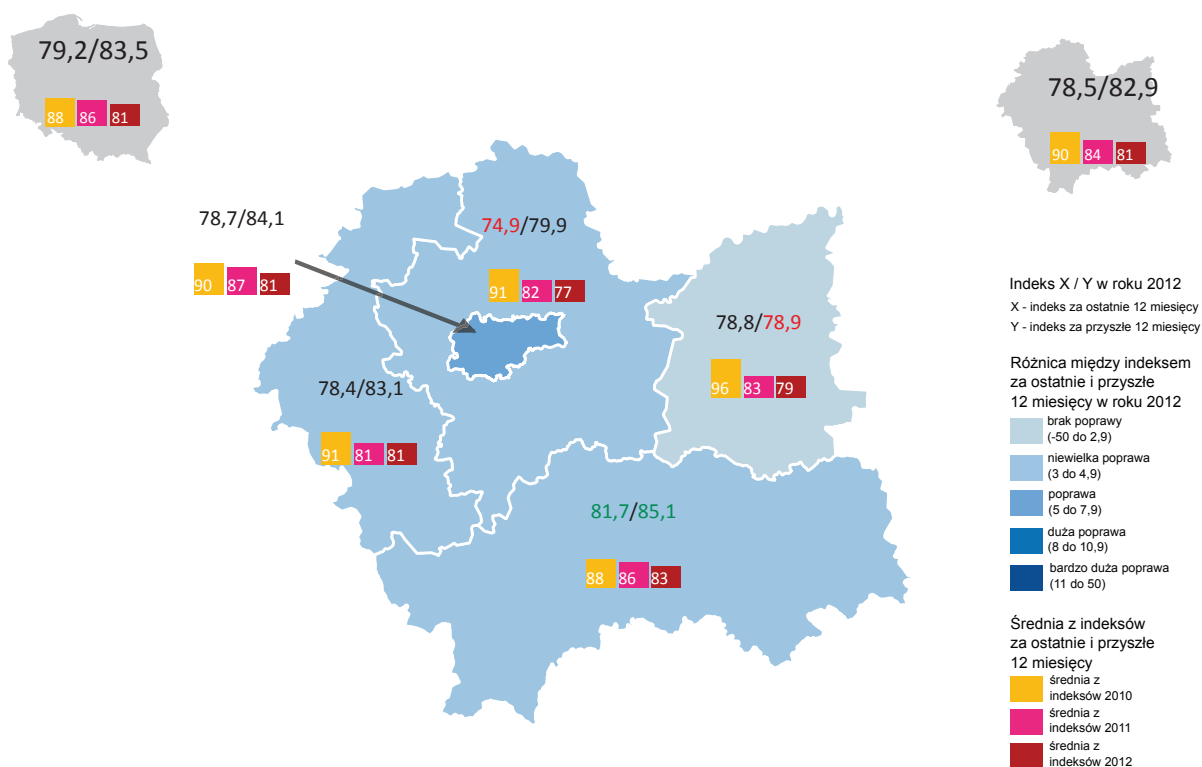 79,2/83,5
88 86 81
78,5/82,9
90 84 81
78,7/84,1
90 87 81
74,9/79,9
91 82 77
78,8/78,9
96 83 79
78,4/83,1
91 81 81
81,7/85,1
88 86 83
Indeks X / Y w roku 2012
X - indeks za ostatnie 12 miesięcy
Y - indeks za przyszłe 12 miesięcy
Różnica między indeksem
za ostatnie i przyszłe
12 miesięcy w roku 2012
brak poprawy
(-50 do 2,9)
niewielka poprawa
(3 do 4,9)
poprawa
(5 do 7,9)
duża poprawa
(8 do 10,9)
bardzo duża poprawa
(11 do 50)
Średnia z indeksów
za ostatnie i przyszłe
12 miesięcy
średnia z
indeksów 2010
średnia z
indeksów 2011
średnia z
indeksów 2012